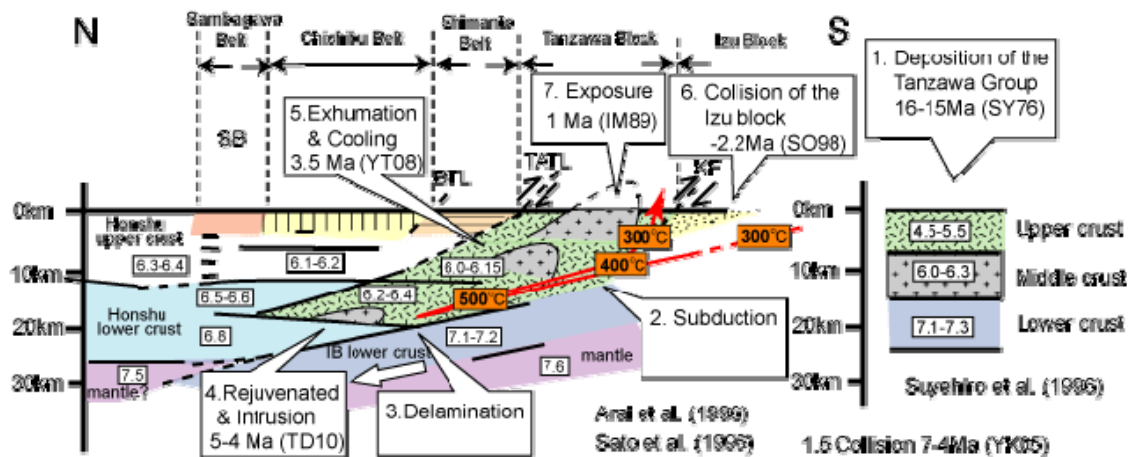 N
S
Sambagawa
Belt
Chichibu Belt
Shimanto
Belt
Tanzawa Block
Izu Block
1. Deposition of the
Tanzawa Group
16-15Ma (SY76)
7. Exposure
1 Ma (IM89)
6. Collision of the
Izu block
-2.2Ma (SO98)
5.Exhumation
& Cooling
3.5 Ma (YT08)
SB
BTL
TATL
KF
0km
10km
20km
30km
Honshu
upper crust
6.3-6.4
6.1-6.2
6.0-6.15
300℃
300℃
400℃
500℃
6.5-6.6
6.2-6.4
Honshu
lower crust
6.8
7.1-7.2
IB lower crust
7.5
mantle?
7.6
mantle
2. Subduction
3.Delamination
4.Rejuvenated
& Intrusion
5-4 Ma (TD10)
Arai et al. (1996)
Sato et al. (1996)
0km
10km
20km
30km
4.5-5.5
Upper crust
6.0-6.3
Middle crust
7.1-7.3
Lower crust
Suyehiro et al. (1996)
1.5 Collision 7-4Ma (YK05)